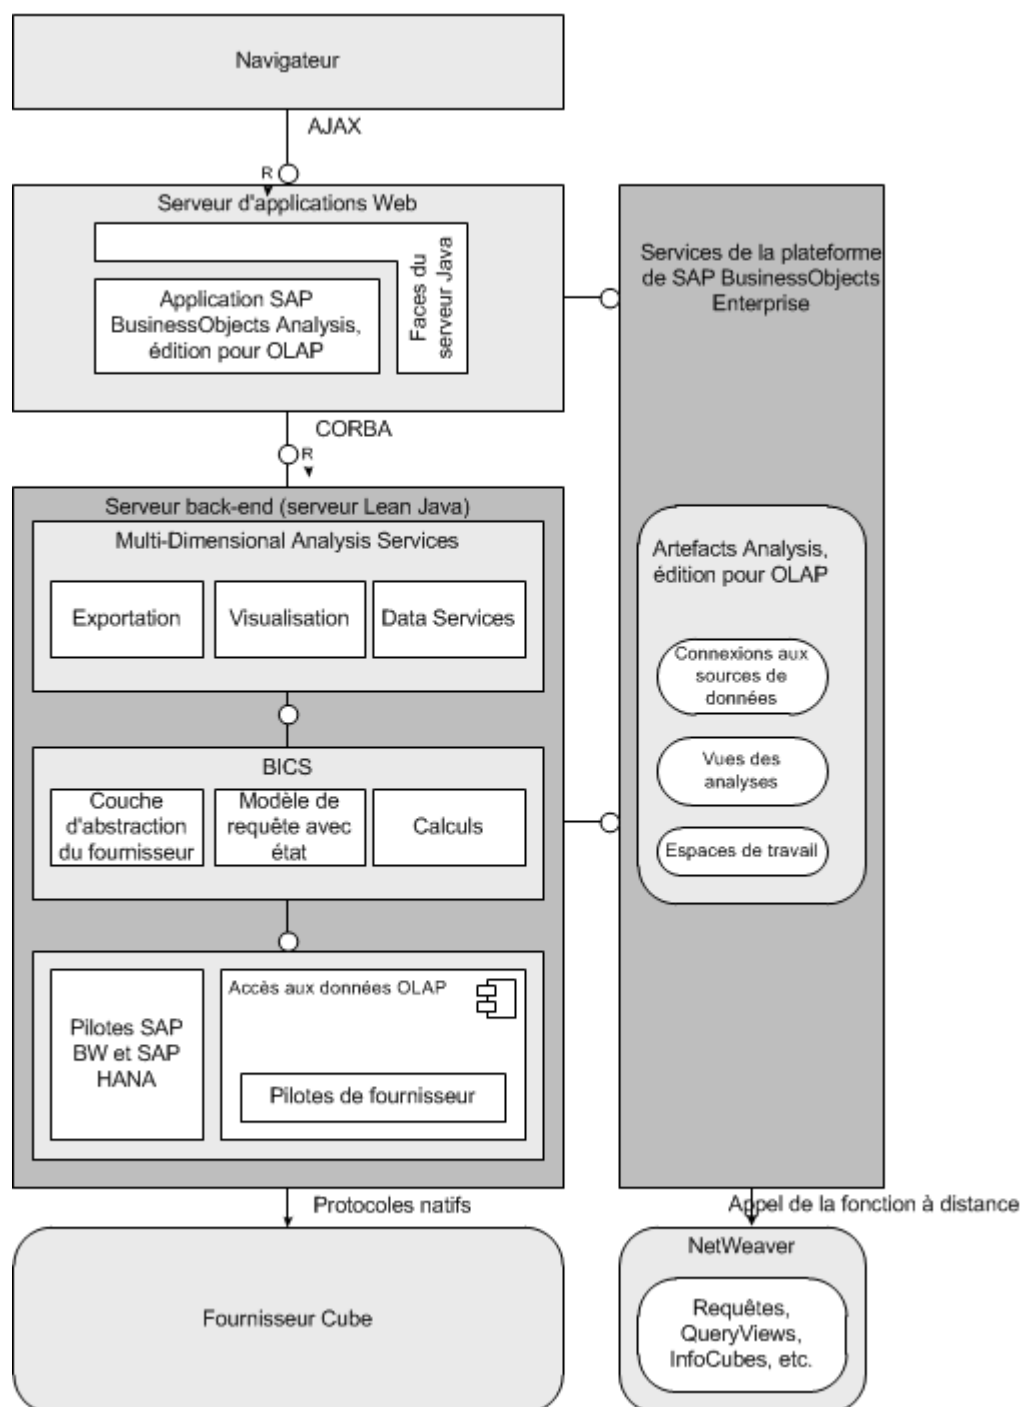 Navigateur
AJAX
R
Serveur d'applications Web
Faces du
serveur Java
Application SAP
BusinessObjects Analysis,
édition pour OLAP
Services de la plateforme
de SAP BusinessObjects
Enterprise
CORBA
R
Serveur back-end (serveur Lean Java)
Multi-Dimensional Analysis Services
Exportation
Visualisation
Data Services
Artefacts Analysis,
édition pour OLAP
Connexions aux
sources de
données
Vues des
analyses
Espaces de travail
BICS
Couche
d'abstraction
du fournisseur
Modèle de
requête avec
état
Calculs
Pilotes SAP
BW et SAP
HANA
Accès aux données OLAP
Pilotes de fournisseur
Protocoles natifs
Appel de la fonction à distance
Fournisseur Cube
NetWeaver
Requêtes,
QueryViews,
InfoCubes, etc.